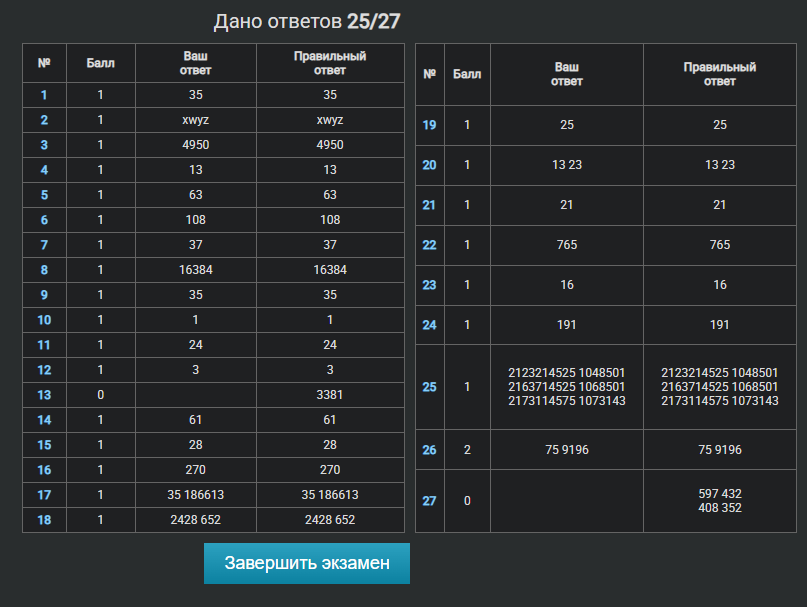 Дано ответов 25/27
№ Балл Ваш ответ Правильный ответ
1 1 35 35
2 1 xwyz xwyz
3 1 4950 4950
4 1 13 13
5 1 63 63
6 1 108 108
7 1 37 37
8 1 16384 16384
9 1 35 35
10 1 1 1
11 1 24 24
12 1 3 3
13 0 3381
14 1 61 61
15 1 28 28
16 1 270 270
17 1 35 186613 35 186613
18 1 2428 652 2428 652
№ Балл Ваш ответ Правильный ответ
19 1 25 25
20 1 13 23 13 23
21 1 21 21
22 1 765 765
23 1 16 16
24 1 191 191
2123214525 1048501 2123214525 1048501
25 1 2163714525 1068501 2163714525 1068501
2173114575 1073143 2173114575 1073143
26 2 75 9196 75 9196
27 0 597 432
408 352
Завершить экзамен